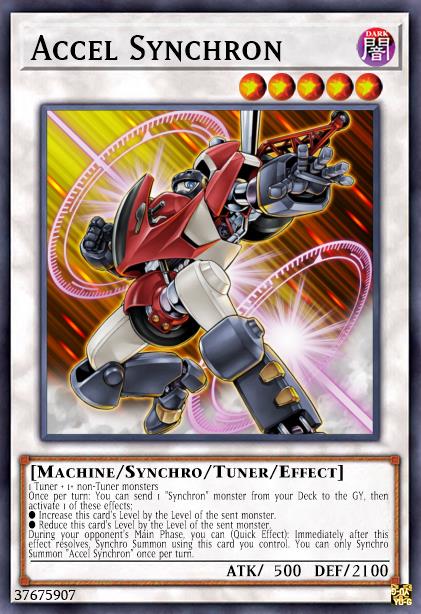 Accel Synchron
DARK
闇
[Machine/Synchro/Tuner/Effect]
1 Tuner + 1+ non-Tuner monsters
Once per turn: You can send 1 "Synchron" monster from your Deck to the GY, then
activate 1 of these effects;
● Increase this card's Level by the Level of the sent monster.
● Reduce this card's Level by the Level of the sent monster.
During your opponent's Main Phase, you can (Quick Effect): Immediately after this
effect resolves, Synchro Summon using this card you control. You can only Synchro
Summon "Accel Synchron" once per turn.
ATK/ 500 DEF/2100
37675907